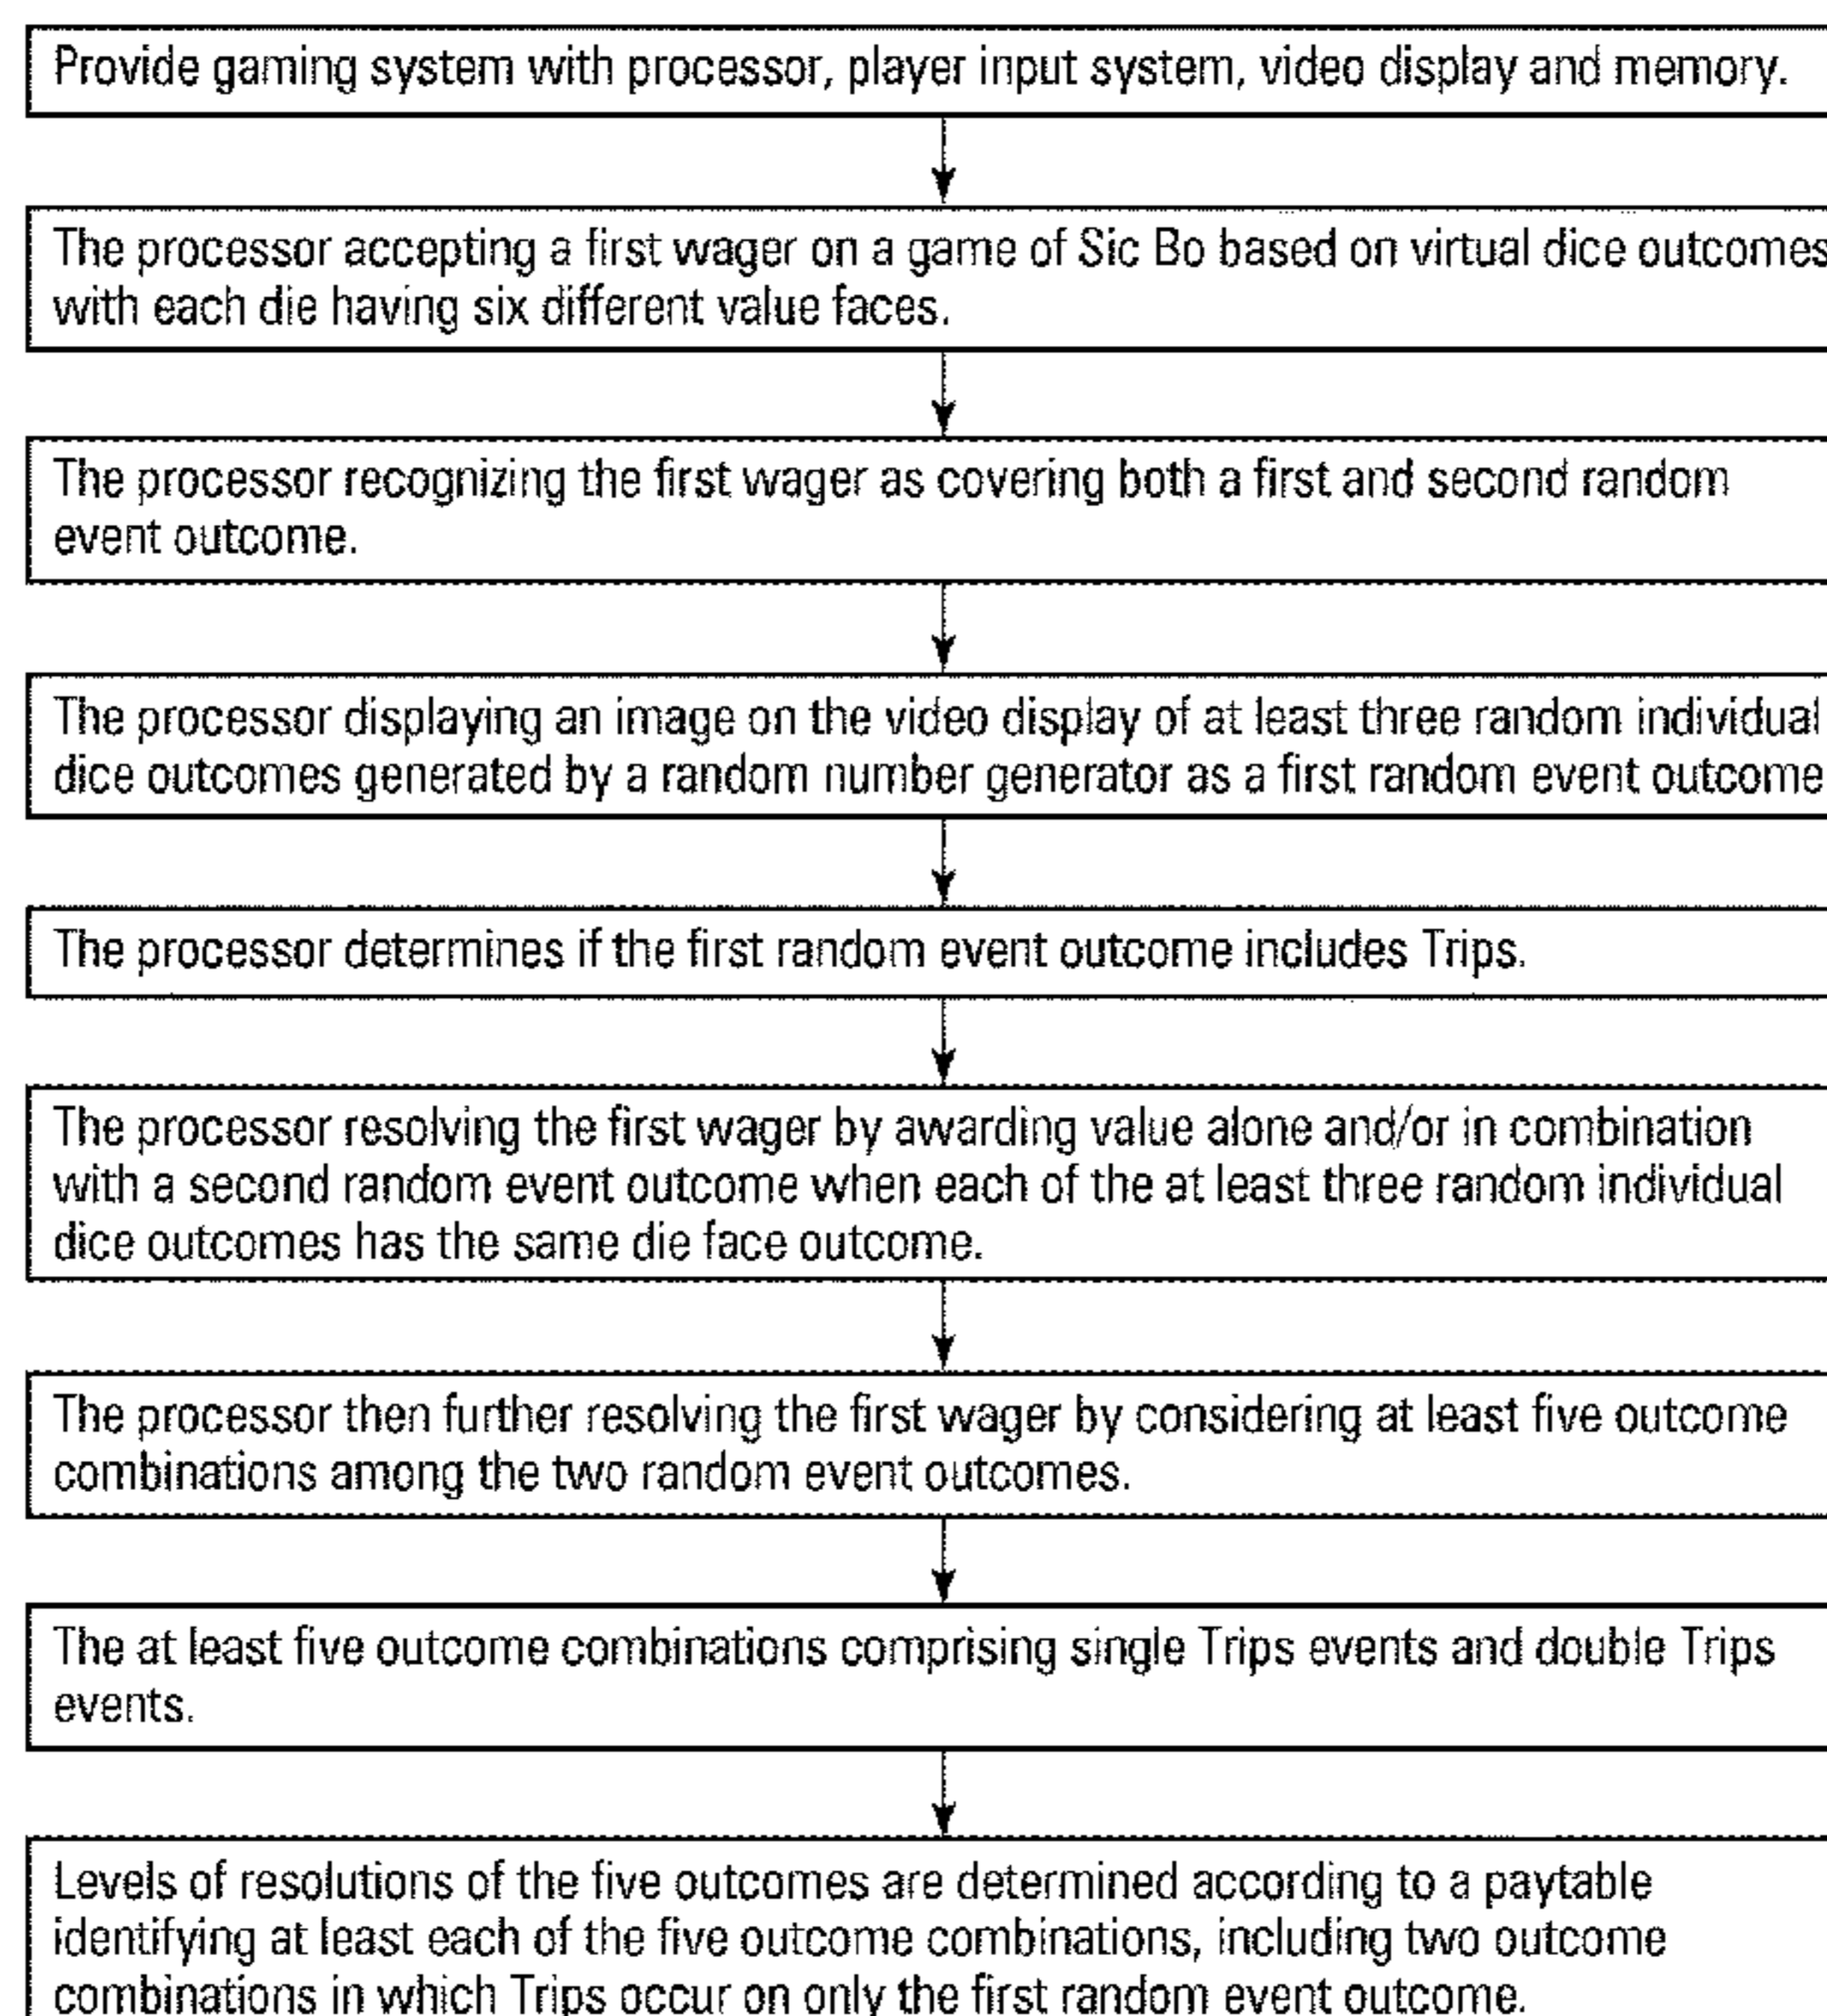 Provide gaming system with processor, player input system, video display and memory.
The processor accepting a first wager on a game of Sic Bo based on virtual dice outcomes
with each die having six different value faces.
The processor recognizing the first wager as covering both a first and second random
event outcome.
The processor displaying an image on the video display of at least three random individual
dice outcomes generated by a random number generator as a first random event outcome
The processor determines if the first random event outcome includes Trips.
The processor resolving the first wager by awarding value alone and/or in combination
with a second random event outcome when each of the at least three random individual
dice outcomes has the same die face outcome.
The processor then further resolving the first wager by considering at least five outcome
combinations among the two random event outcomes.
The at least five outcome combinations comprising single Trips events and double Trips
events.
Levels of resolutions of the five outcomes are determined according to a paytable
identifying at least each of the five outcome combinations, including two outcome
combinations in which Trips occur on only the first random event outcome.